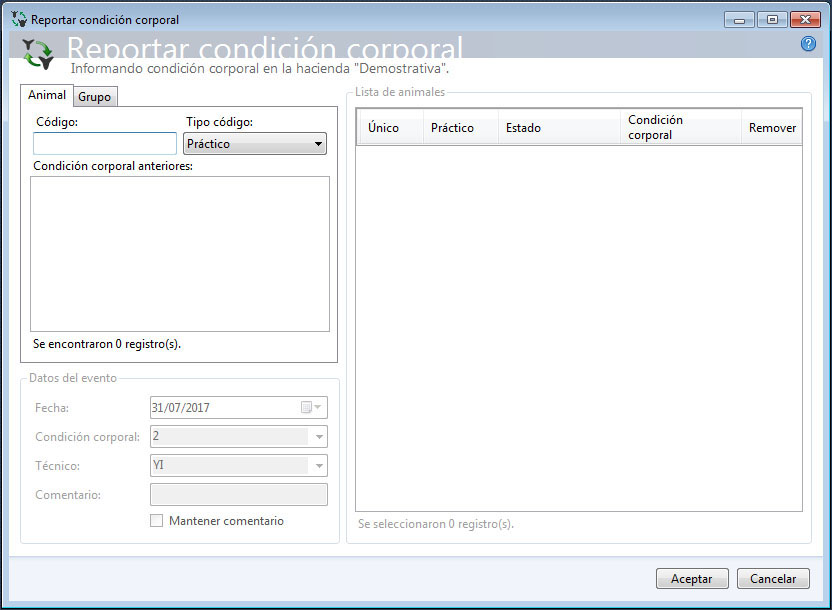 Reportar condición corporal
Reportar condición corporal
Informando condición corporal en la hacienda "Demostrativa".
Animal Grupo
Código: Tipo código:
Práctico
Condición corporal anteriores:
Se encontraron 0 registro(s).
Datos del evento
Fecha: 31/07/2017
Condición corporal: 2
Técnico: YI
Comentario:
Mantener comentario
Lista de animales
Único Práctico Estado Condición corporal Remover
Se seleccionaron 0 registro(s).
Aceptar Cancelar